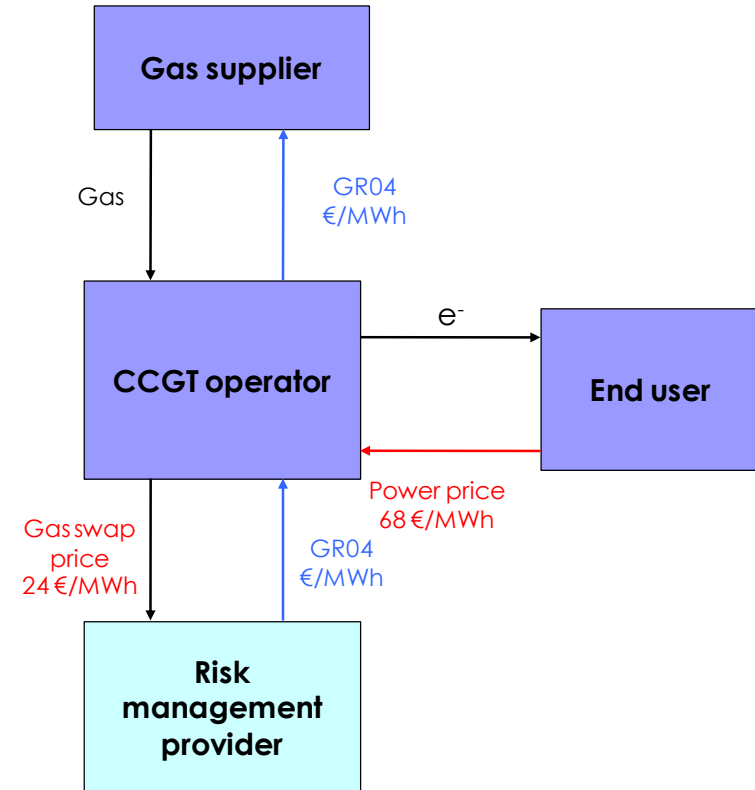 Gas supplier
Gas
GR04
€/MWh
e-
CCGT operator
End user
Power price
68 €/MWh
Gas swap
price
24 €/MWh
GR04
€/MWh
Risk
management
provider